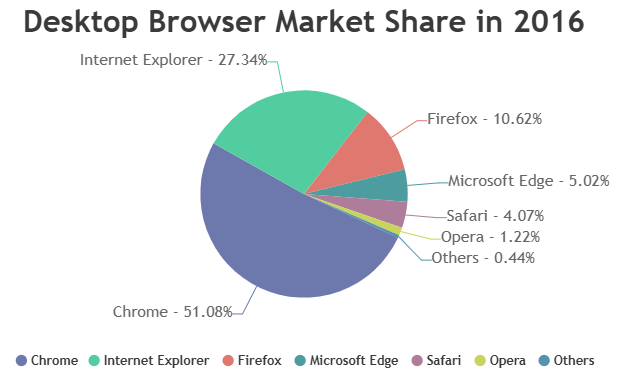 Desktop Browser Market Share in 2016
Internet Explorer - 27.34%
Firefox - 10.62%
Microsoft Edge - 5.02%
Safari - 4.07%
Opera - 1.22%
Others - 0.44%
Chrome - 51.08%
Chrome Internet Explorer Firefox Microsoft Edge Safari Opera Others